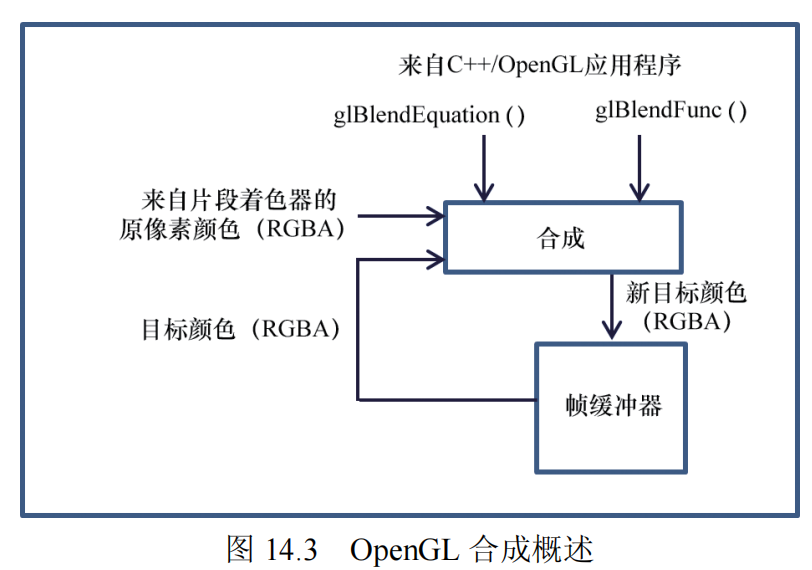 来自C++/OpenGL应用程序
glBlendEquation()
glBlendFunc()
来自片段着色器的
原像素颜色（RGBA）
合成
目标颜色（RGBA）
新目标颜色
（RGBA）
帧缓冲器
图 14.3 OpenGL 合成概述